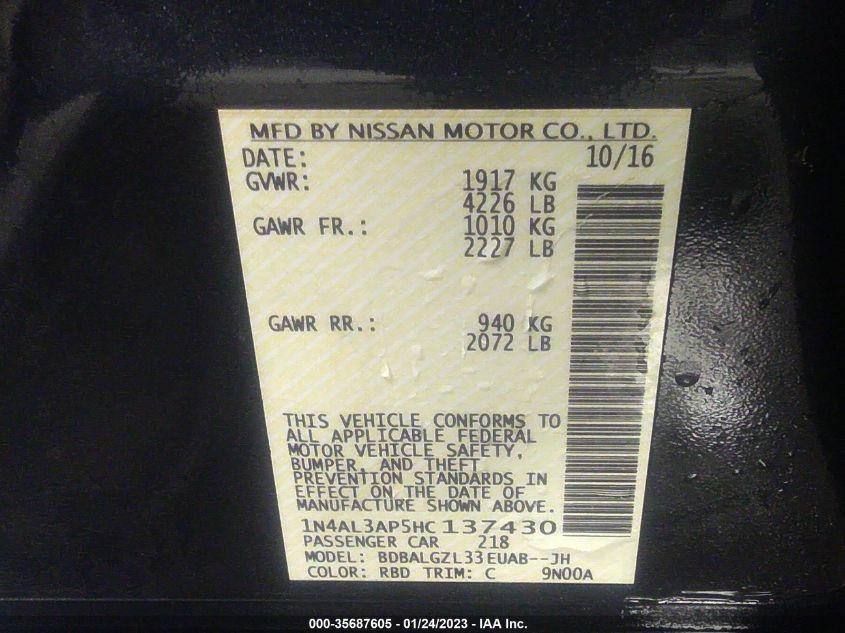 MFD BY NISSAN MOTOR CO., LTD.
DATE: 10/16
GVWR: 1917 KG
4226 LB
GAWR FR.: 1010 KG
2227 LB
GAWR RR.: 940 KG
2072 LB
THIS VEHICLE CONFORMS TO
ALL APPLICABLE FEDERAL
MOTOR VEHICLE SAFETY,
BUMPER, AND THEFT
PREVENTION STANDARDS IN
EFFECT ON THE DATE OF
MANUFACTURE SHOWN ABOVE.
1N4AL3AP5HC137430
PASSENGER CAR 218
MODEL: BDBALGZL33EUAB--JH
COLOR: RBD TRIM: C 9N00A
000-35687605 - 01/24/2023 - IAA Inc.